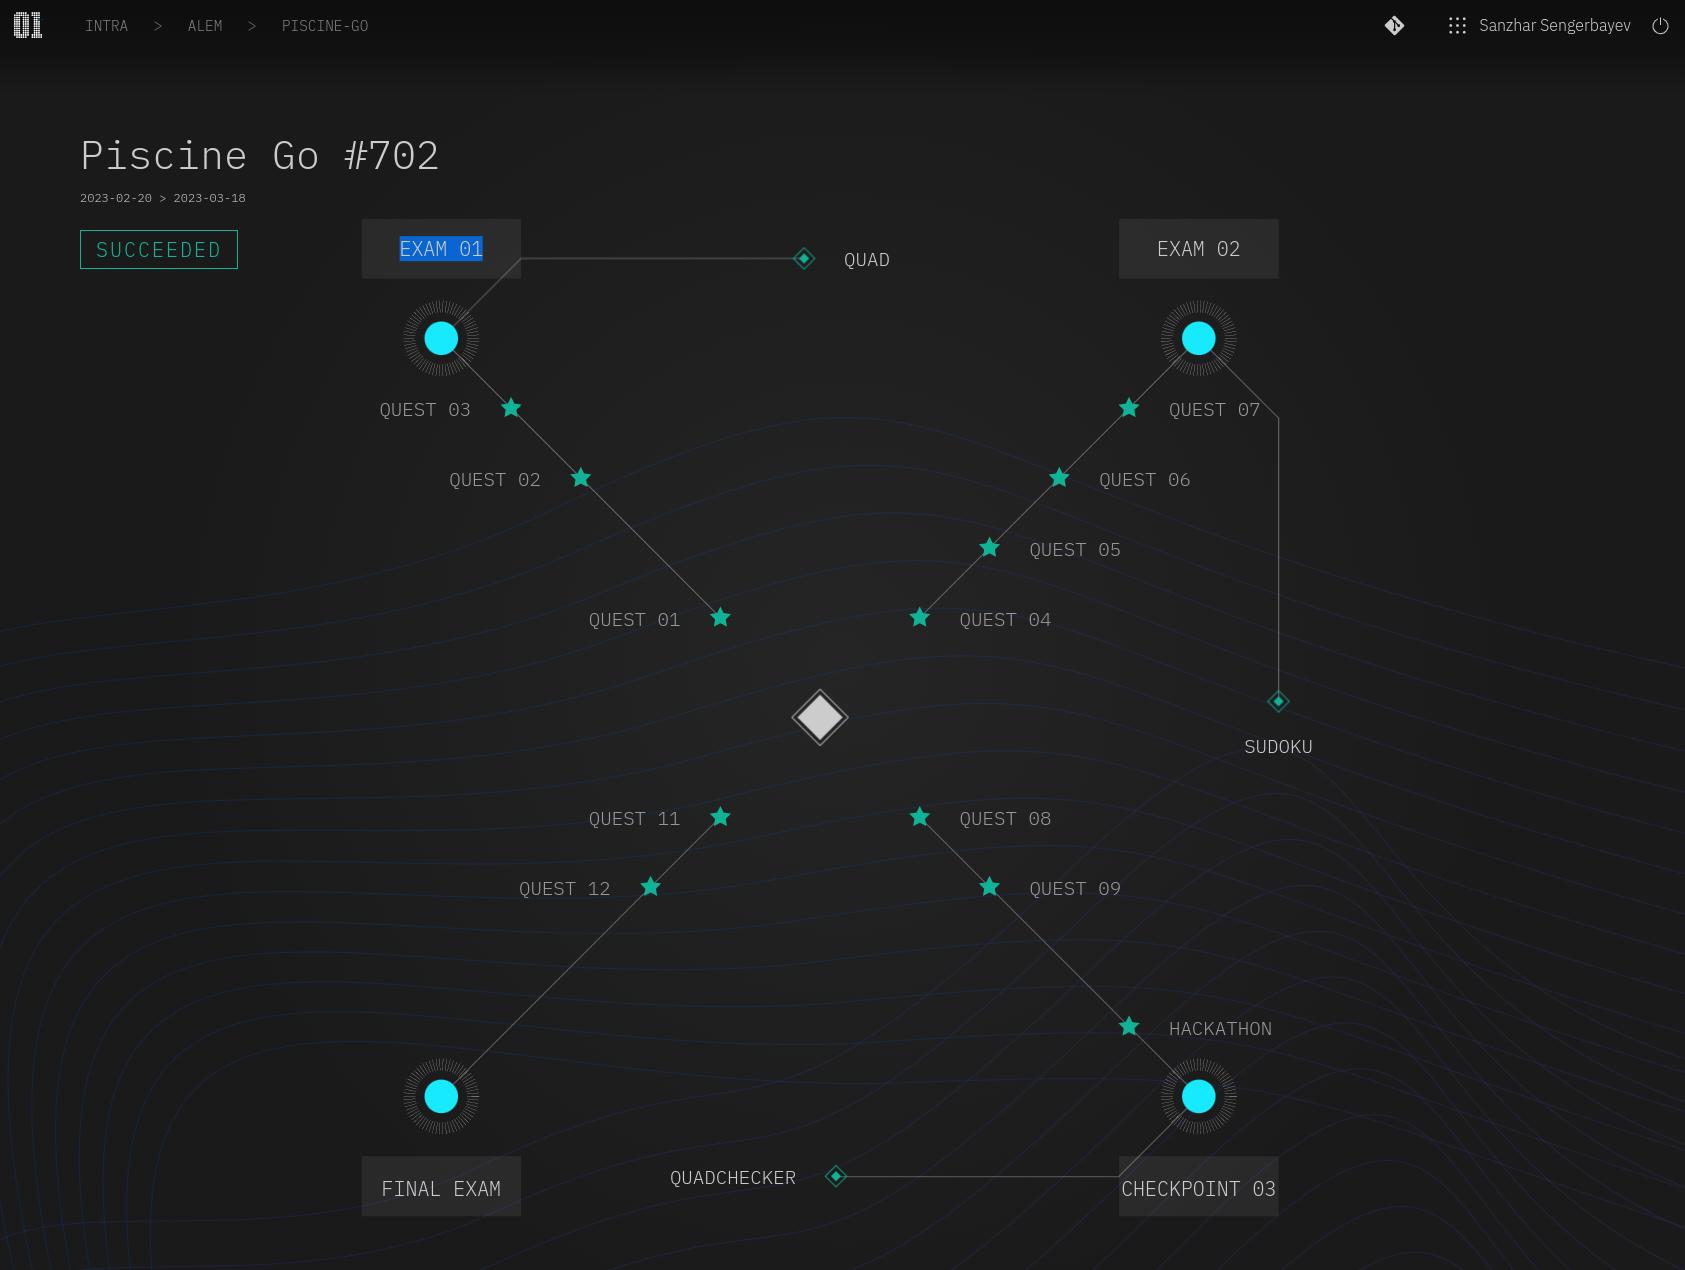 01 INTRA > ALEM > PISCINE-GO Sanzhar Sengerbayev
Piscine Go #702
2023-02-20 > 2023-03-18
SUCCEEDED
EXAM 01
EXAM 02
QUAD
QUEST 03
QUEST 07
QUEST 02
QUEST 06
QUEST 05
QUEST 01
QUEST 04
SUDOKU
QUEST 11
QUEST 08
QUEST 12
QUEST 09
HACKATHON
QUADCHECKER
FINAL EXAM
CHECKPOINT 03